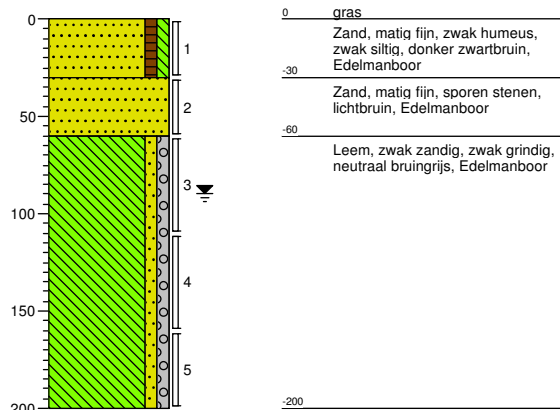 0
50
100
150
200
1
2
3
4
5
0
gras
Zand, matig fijn, zwak humeus,
zwak siltig, donker zwartbruin,
Edelmanboor
-30
Zand, matig fijn, sporen stenen,
lichtbruin, Edelmanboor
-60
Leem, zwak zandig, zwak grindig,
neutraal bruingrijs, Edelmanboor
-200